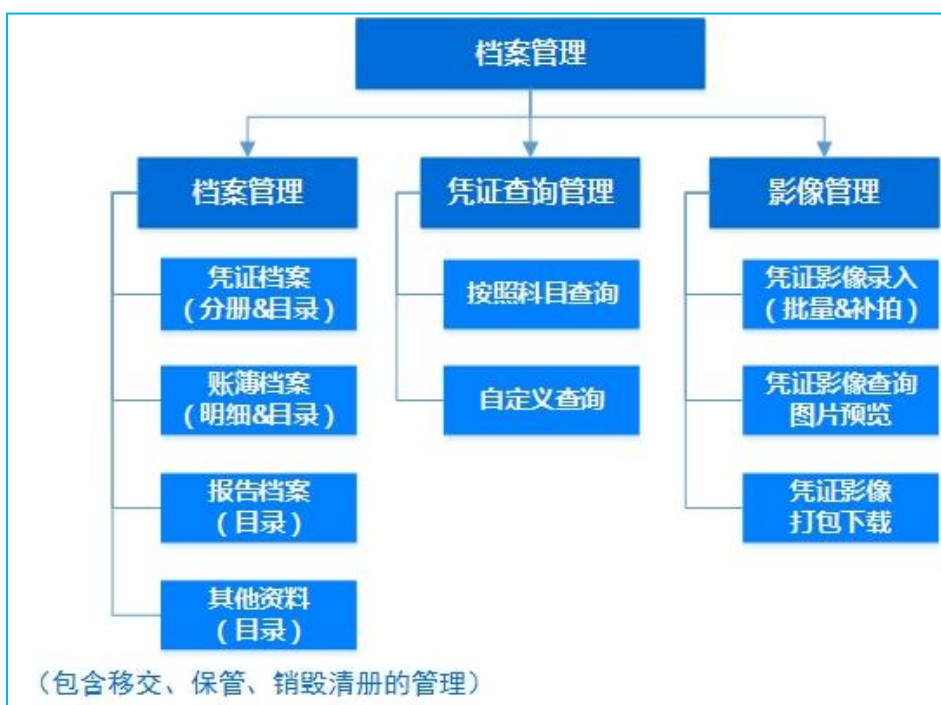 档案管理
档案管理
凭证查询管理
影像管理
凭证档案
（分册&目录）
按照科目查询
凭证影像录入
（批量&补拍）
账簿档案
（明细&目录）
自定义查询
凭证影像查询
图片预览
报告档案
（目录）
凭证影像
打包下载
其他资料
（目录）
（包含移交、保管、销毁清册的管理）